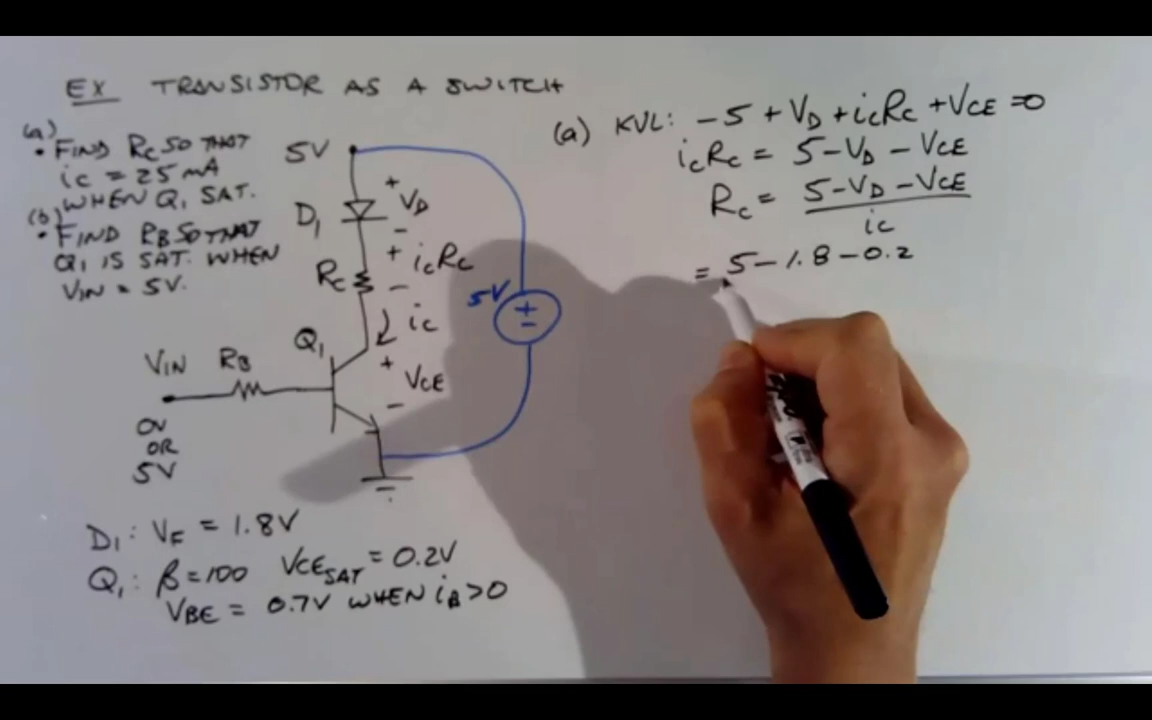 EX TRANSISTOR AS A SWITCH
(a)
• FIND RC SO THAT
ic = 25 mA
WHEN Q1 SAT.
(b)
• FIND RB SO THAT
Q1 IS SAT. WHEN
VIN = 5V.
5V
+
VD
D1
−
+
icRc
Rc
−
5V
+
−
ic
Q1
+
VCE
−
VIN RB
0V
OR
5V
D1: VF = 1.8V
Q1: β=100 VCESAT = 0.2V
VBE = 0.7V WHEN iB>0
(a) KVL: −5 + VD + icRc + VCE = 0
icRc = 5−VD − VCE
Rc = 5−VD − VCE
ic
= 5−1.8−0.2